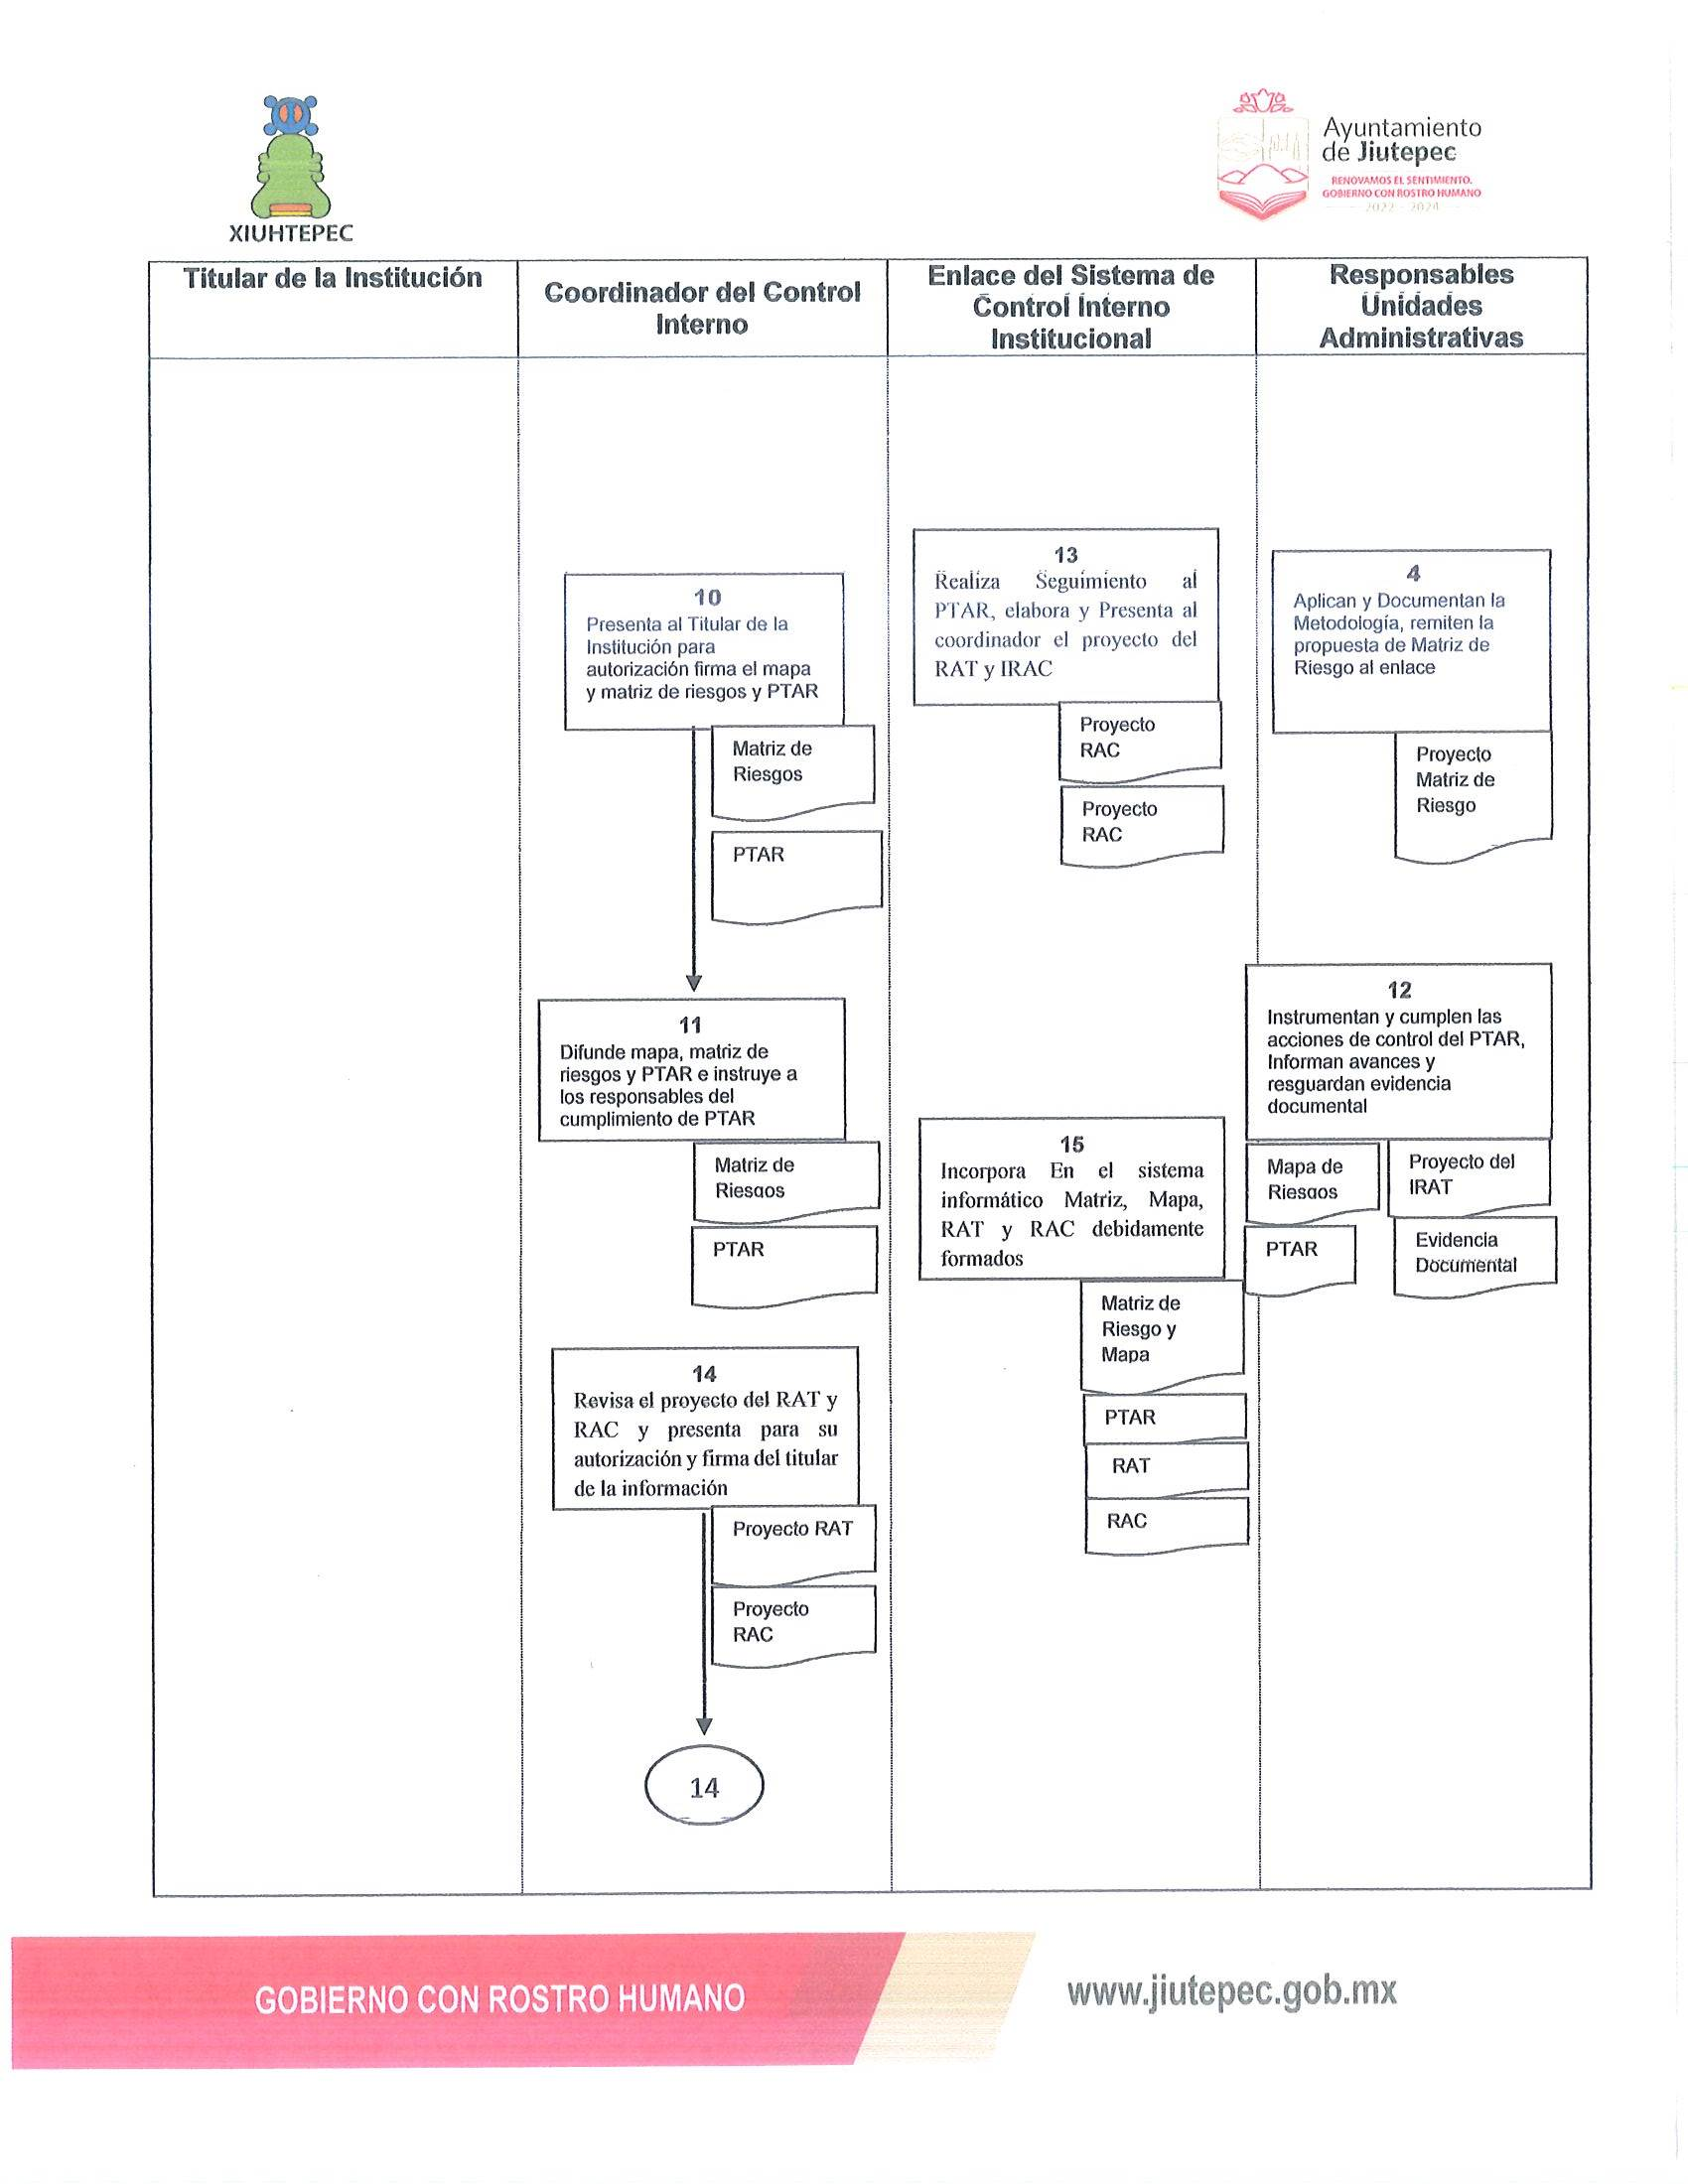 XIUHTEPEC
Ayuntamiento
de Jiutepec
RENOVAMOS EL SENTIMIENTO.
GOBIERNO CON ROSTRO HUMANO
2022 - 2024
Titular de la Institución
Coordinador del Control
Interno
Enlace del Sistema de
Control Interno
Institucional
Responsables
Unidades
Administrativas
10
Presenta al Titular de la
Institución para
autorización firma el mapa
y matriz de riesgos y PTAR
Matriz de
Riesgos
PTAR
11
Difunde mapa, matriz de
riesgos y PTAR e instruye a
los responsables del
cumplimiento de PTAR
Matriz de
Riesgos
PTAR
14
Revisa el proyecto del RAT y
RAC y presenta para su
autorización y firma del titular
de la información
Proyecto RAT
Proyecto
RAC
14
13
Realiza Seguimiento al
PTAR, elabora y Presenta al
coordinador el proyecto del
RAT y IRAC
Proyecto
RAC
Proyecto
RAC
15
Incorpora En el sistema
informático Matriz, Mapa,
RAT y RAC debidamente
formados
Matriz de
Riesgo y
Mapa
PTAR
RAT
RAC
4
Aplican y Documentan la
Metodología, remiten la
propuesta de Matriz de
Riesgo al enlace
Proyecto
Matriz de
Riesgo
12
Instrumentan y cumplen las
acciones de control del PTAR,
Informan avances y
resguardan evidencia
documental
Mapa de
Riesgos
Proyecto del
IRAT
PTAR
Evidencia
Documental
GOBIERNO CON ROSTRO HUMANO
www.jiutepec.gob.mx